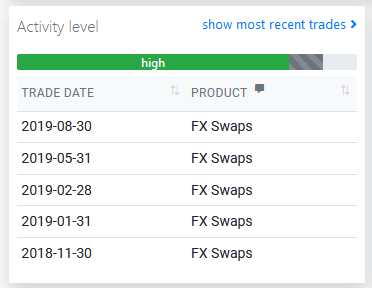 Activity level show most recent trades
high
TRADE DATE PRODUCT
2019-08-30 FX Swaps
2019-05-31 FX Swaps
2019-02-28 FX Swaps
2019-01-31 FX Swaps
2018-11-30 FX Swaps